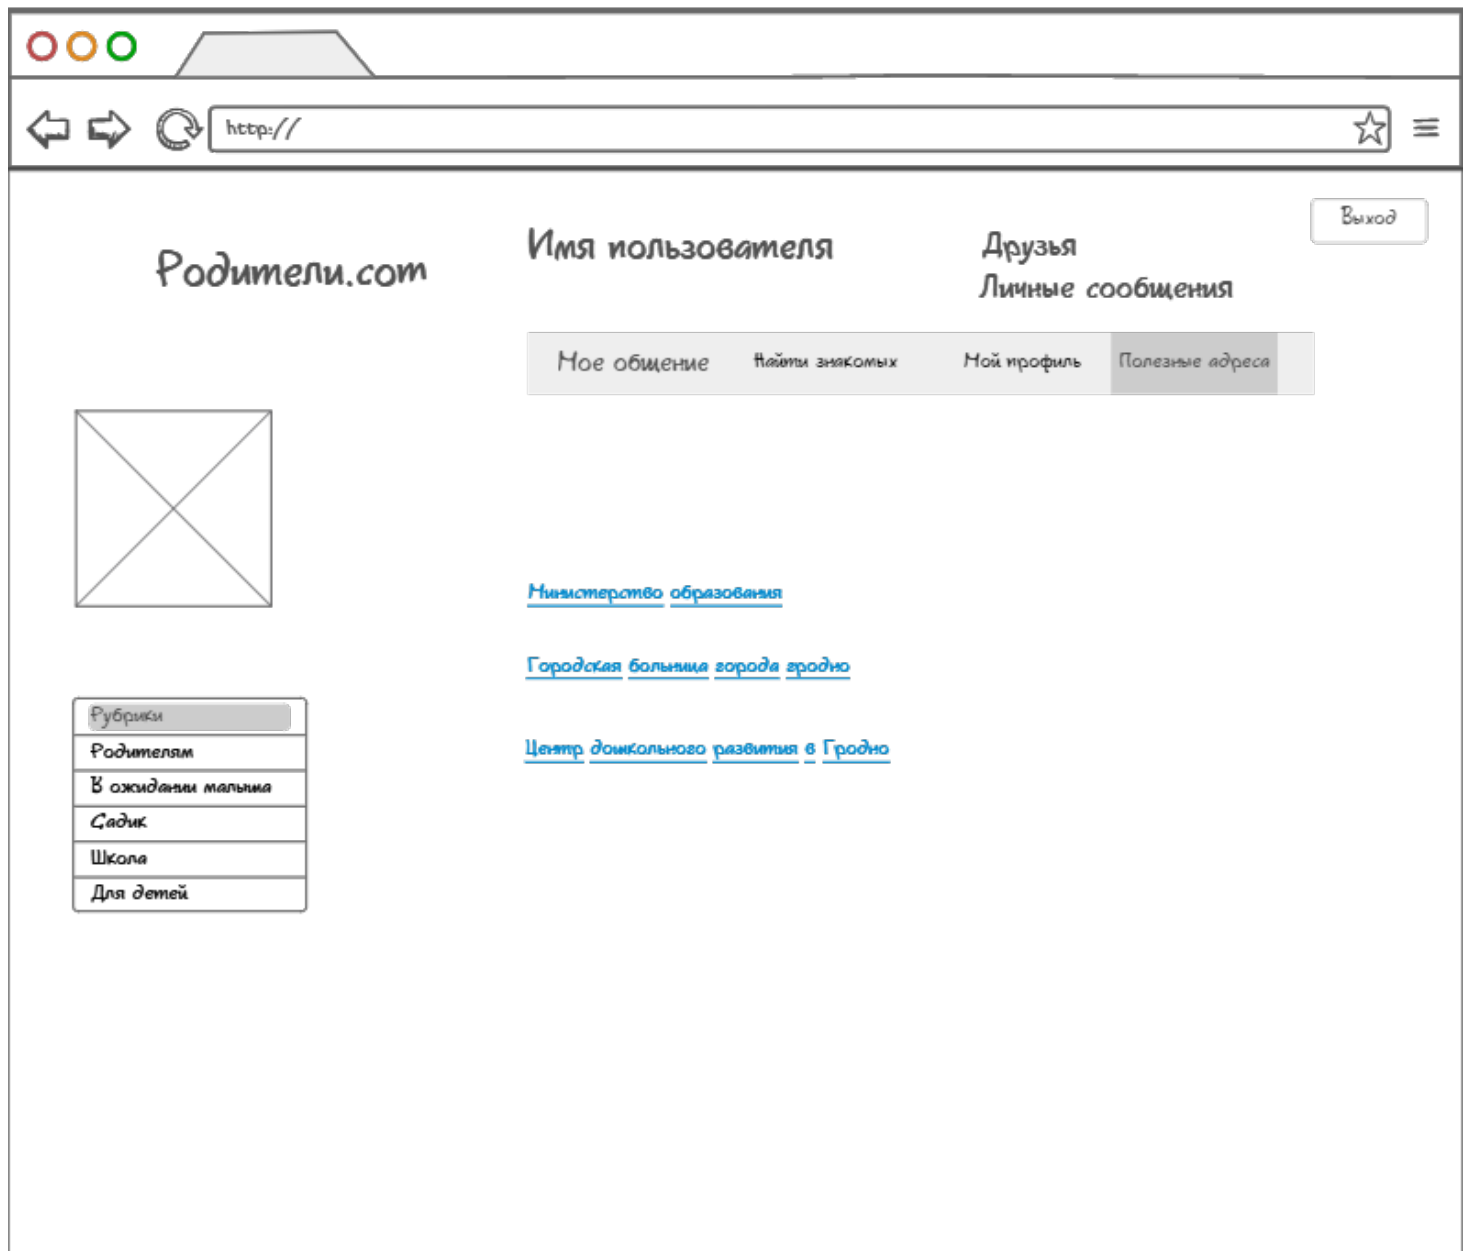 http://
Выход
Родители.com
Имя пользователя
Друзья
Личные сообщения
Мое общение Найти знакомых Мой профиль Полезные адреса
Министерство образования
Городская больница города гродно
Центр дошкольного развития в Гродно
Рубрики
Родителям
В ожидании малыша
Садик
Школа
Для детей